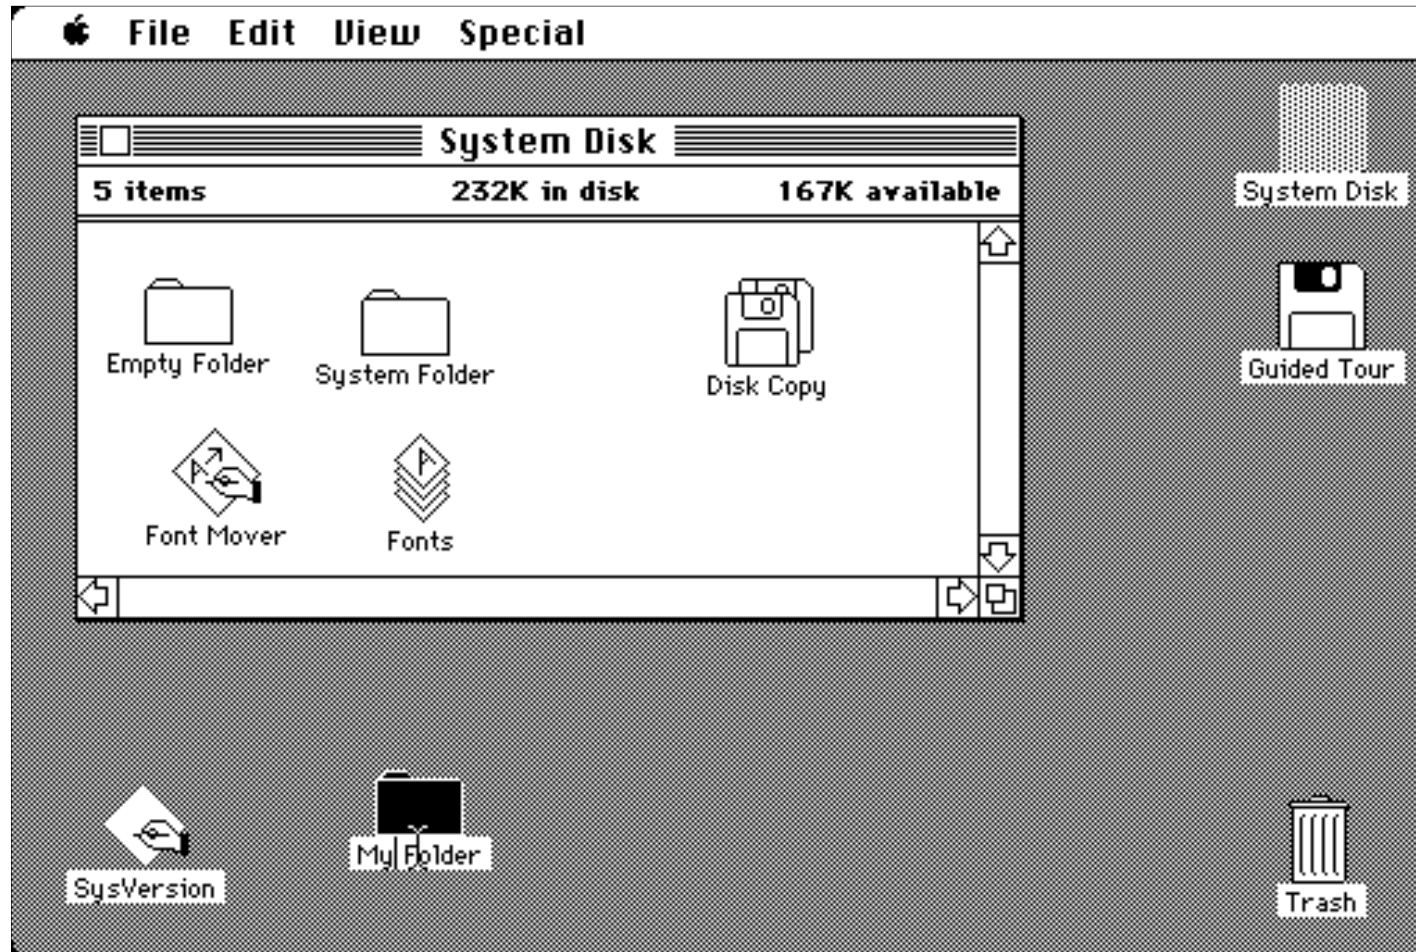 File Edit View Special
System Disk
5 items 232K in disk 167K available
Empty Folder
System Folder
Disk Copy
Font Mover
Fonts
System Disk
Guided Tour
SysVersion
My Folder
Trash